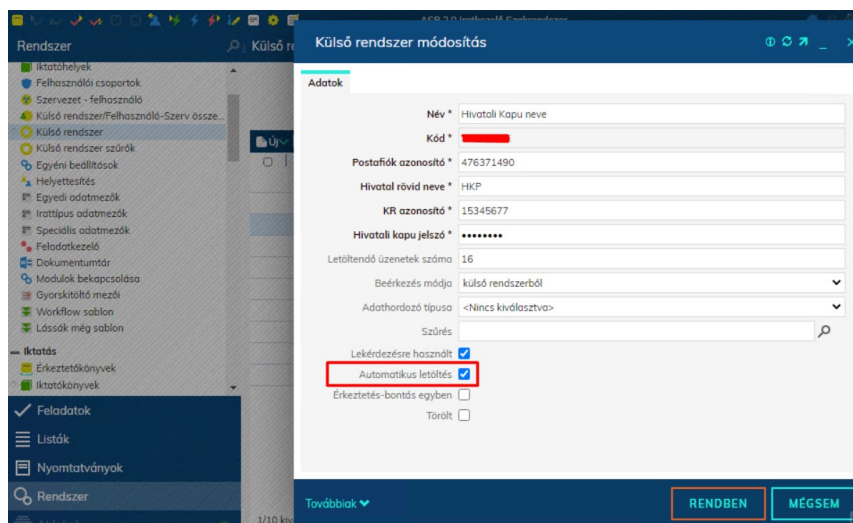 ASP 2.0 Iratkezelő Szakrendszer
Rendszer
Külső re
Iktatóhelyek
Felhasználói csoportok
Szervezet - felhasználó
Külső rendszer/Felhasználó-Szerv össze...
Külső rendszer
Külső rendszer szűrők
Egyéni beállítások
Helyettesítés
Egyedi adatmezők
Irattípus adatmezők
Speciális adatmezők
Feladatkezelő
Dokumentumtár
Modulok bekapcsolása
Gyorskitöltő mezői
Workflow sablon
Lássák még sablon
Iktatás
Érkeztetőkönyvek
Iktatókönyvek
Feladatok
Listák
Nyomtatványok
Rendszer
Új
1/10 kiv
Külső rendszer módosítás
Adatok
Név * Hivatali Kapu neve
Kód *
Postafiók azonosító * 476371490
Hivatal rövid neve * HKP
KR azonosító * 15345677
Hivatali kapu jelszó * ••••••••
Letöltendő üzenetek száma 16
Beérkezés módja külső rendszerből
Adathordozó típusa <Nincs kiválasztva>
Szűrés
Lekérdezésre használt
Automatikus letöltés
Érkeztetés-bontás egyben
Törölt
Továbbiak
RENDBEN
MÉGSEM